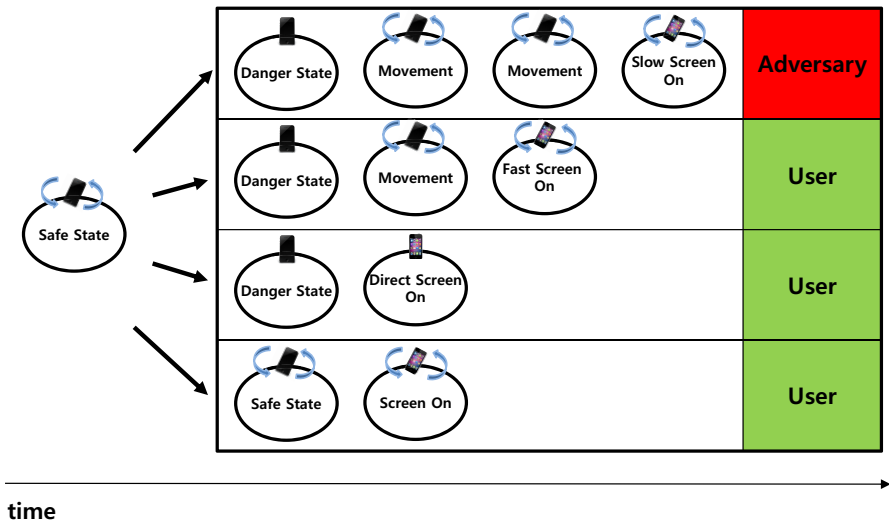 Danger State
Movement
Movement
Slow Screen
On
Adversary
Danger State
Movement
Fast Screen
On
User
Safe State
Danger State
Direct Screen
On
User
Safe State
Screen On
User
time